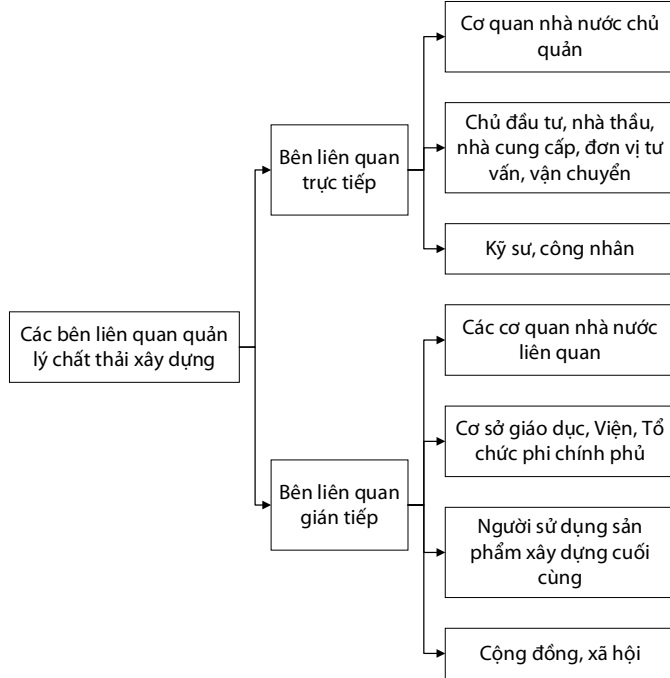 Cơ quan nhà nước chủ
quản
Chủ đầu tư, nhà thầu,
nhà cung cấp, đơn vị tư
vấn, vận chuyển
Bên liên quan
trực tiếp
Kỹ sư, công nhân
Các bên liên quan quản
lý chất thải xây dựng
Các cơ quan nhà nước
liên quan
Cơ sở giáo dục, Viện, Tổ
chức phi chính phủ
Bên liên quan
gián tiếp
Người sử dụng sản
phẩm xây dựng cuối
cùng
Cộng đồng, xã hội